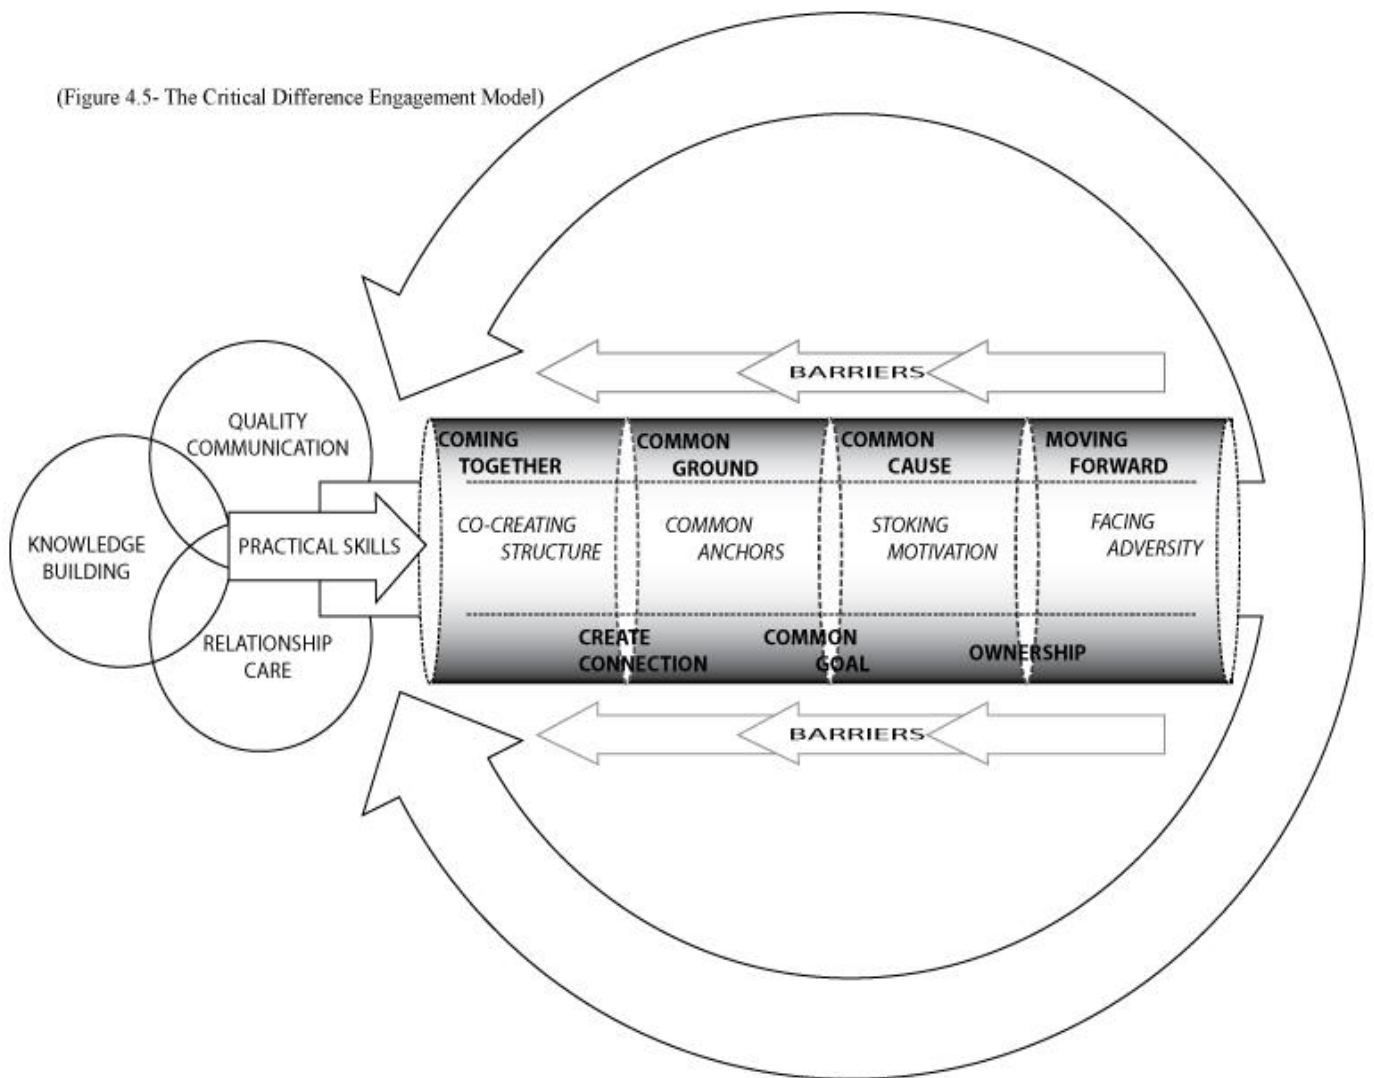 (Figure 4.5- The Critical Difference Engagement Model)
BARRIERS
QUALITY
COMMUNICATION
KNOWLEDGE
BUILDING
PRACTICAL SKILLS
RELATIONSHIP
CARE
COMING
TOGETHER
COMMON
GROUND
COMMON
CAUSE
MOVING
FORWARD
CO-CREATING
STRUCTURE
COMMON
ANCHORS
STOKING
MOTIVATION
FACING
ADVERSITY
CREATE
CONNECTION
COMMON
GOAL
OWNERSHIP
BARRIERS